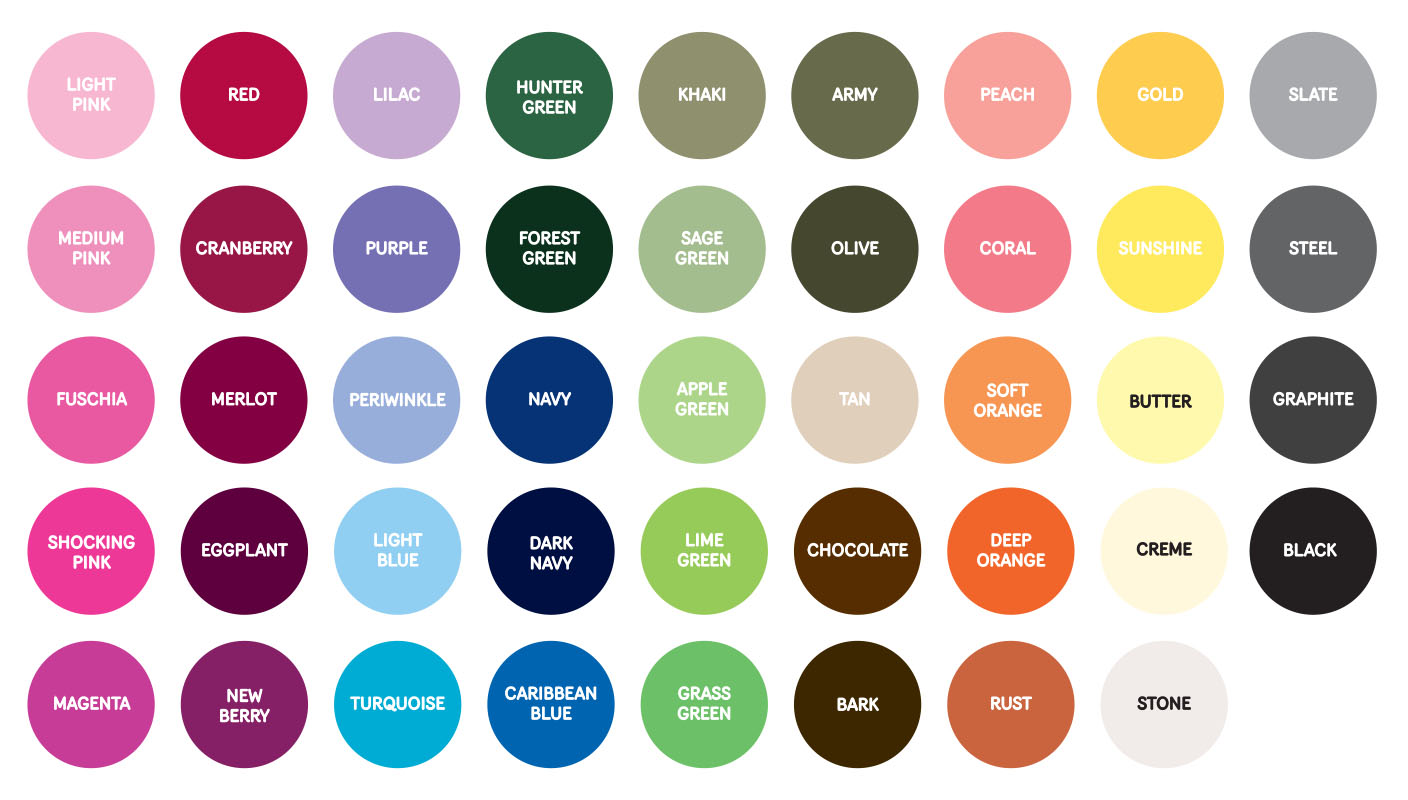 LIGHT
PINK
RED
LILAC
HUNTER
GREEN
KHAKI
ARMY
PEACH
GOLD
SLATE
MEDIUM
PINK
CRANBERRY
PURPLE
FOREST
GREEN
SAGE
GREEN
OLIVE
CORAL
SUNSHINE
STEEL
FUSCHIA
MERLOT
PERIWINKLE
NAVY
APPLE
GREEN
TAN
SOFT
ORANGE
BUTTER
GRAPHITE
SHOCKING
PINK
EGGPLANT
LIGHT
BLUE
DARK
NAVY
LIME
GREEN
CHOCOLATE
DEEP
ORANGE
CREME
BLACK
MAGENTA
NEW
BERRY
TURQUOISE
CARIBBEAN
BLUE
GRASS
GREEN
BARK
RUST
STONE